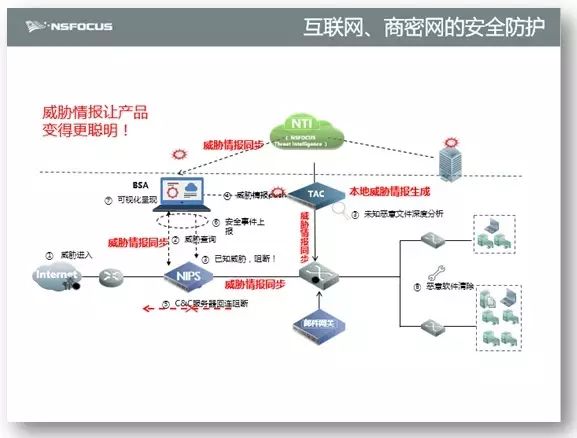 NSFOCUS
互联网、商密网的安全防护
威胁情报让产品
变得更聪明！
NTI
( NSFOCUS
Threat Intelligence )
威胁情报同步
BSA
⑦ 可视化呈现
④ 威胁情报push
TAC
本地威胁情报生成
⑥ 安全事件上
报
③ 未知恶意文件深度分析
威胁情报同步
威胁情报同步
② 威胁查询
③ 已知威胁，阻断！
① 威胁进入
Internet
NIPS
威胁情报同步
⑧ 恶意软件清除
⑤ C&C服务器回连阻断
邮件网关